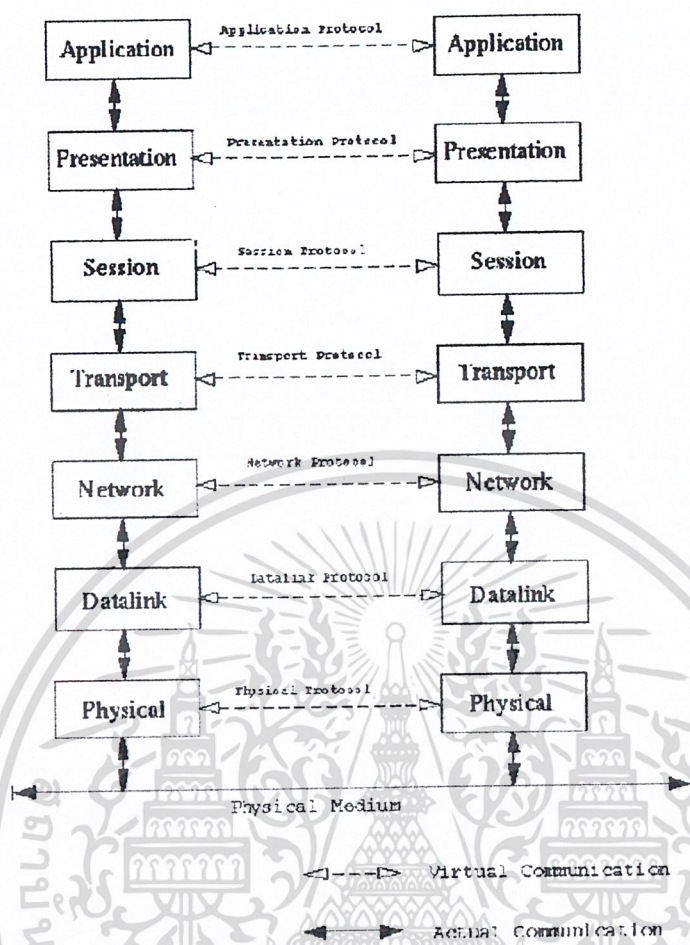 Application Application Protocol Application
Presentation Presentation Protocol Presentation
Session Session Protocol Session
Transport Transport Protocol Transport
Network Network Protocol Network
Datalink Datalink Protocol Datalink
Physical Physical Protocol Physical
Physical Medium
Virtual Communication
Actual Communication